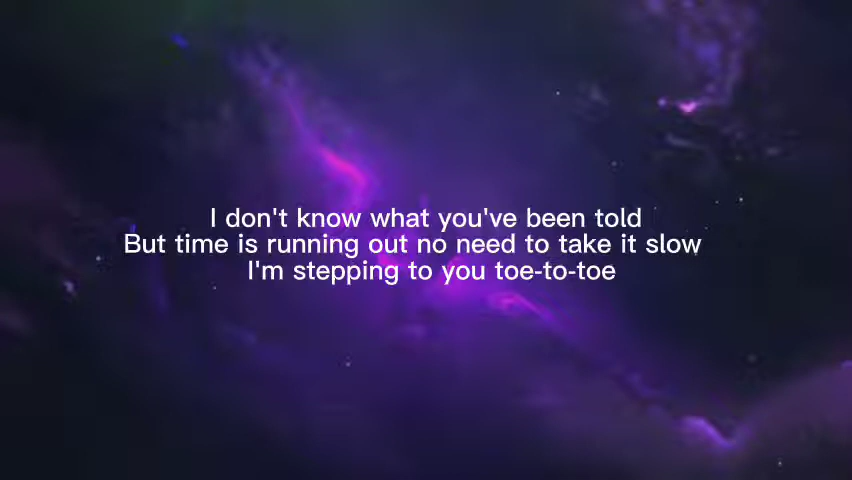 I don't know what you've been told
But time is running out no need to take it slow
I'm stepping to you toe-to-toe